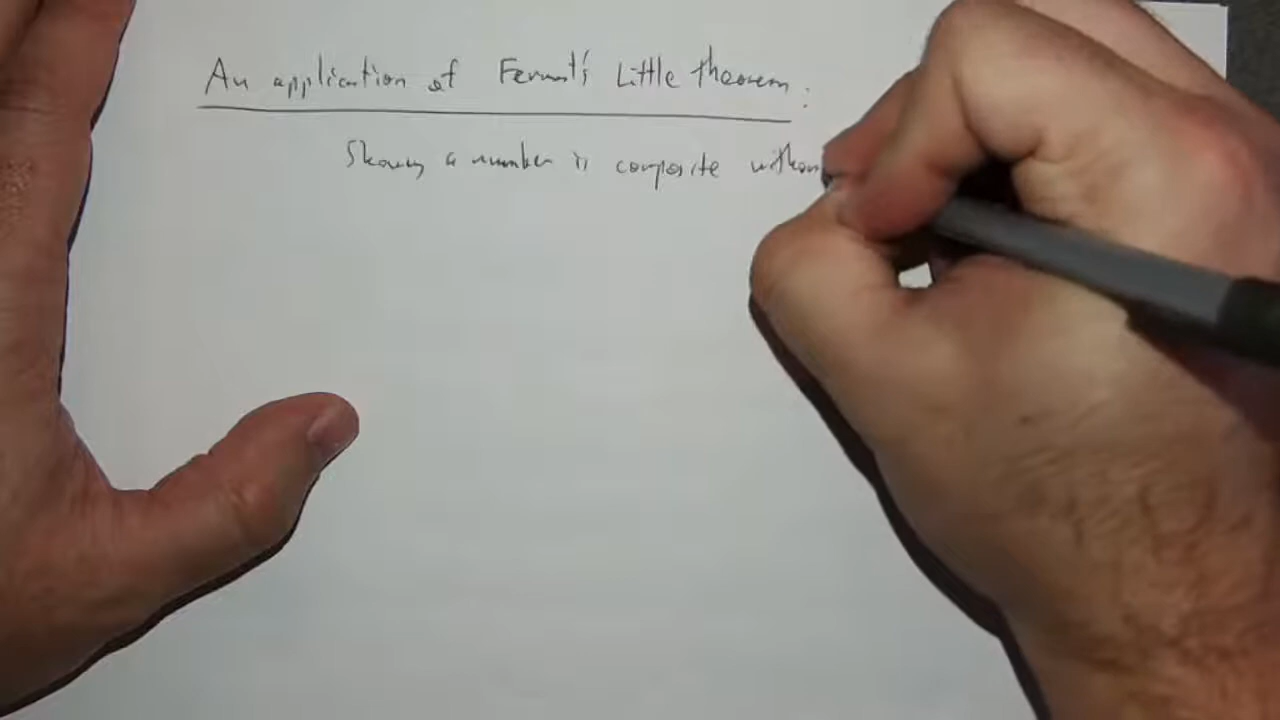 An application of Fermat's Little Theorem:
Showing a number is composite without